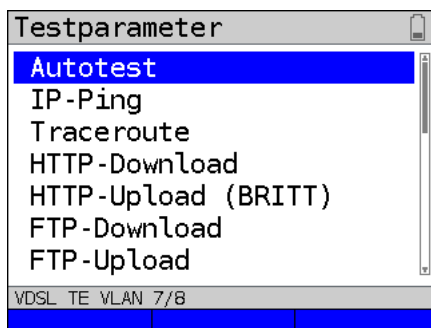 Testparameter
Autotest
IP-Ping
Traceroute
HTTP-Download
HTTP-Upload (BRITT)
FTP-Download
FTP-Upload
VDSL TE VLAN 7/8